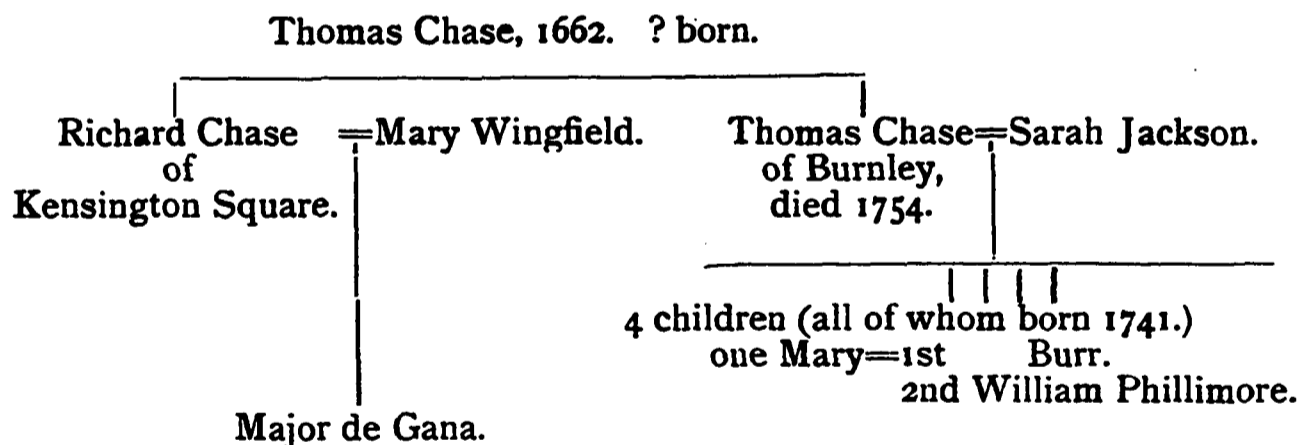 Thomas Chase, 1662. ? born.
Richard Chase =Mary Wingfield. Thomas Chase=Sarah Jackson.
of of Burnley,
Kensington Square. died 1754.
4 children (all of whom born 1741.)
one Mary=1st Burr.
2nd William Phillimore.
Major de Gana.